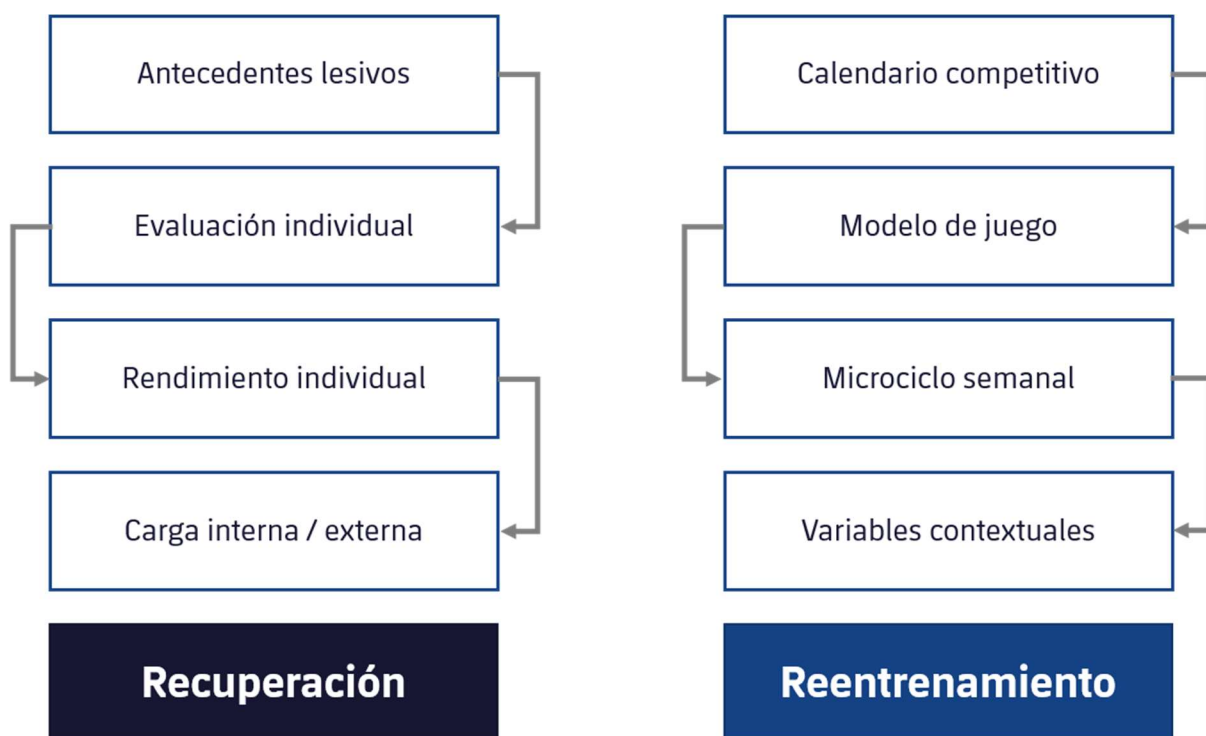 Antecedentes lesivos
Evaluación individual
Rendimiento individual
Carga interna / externa
Recuperación
Calendario competitivo
Modelo de juego
Microciclo semanal
Variables contextuales
Reentrenamiento